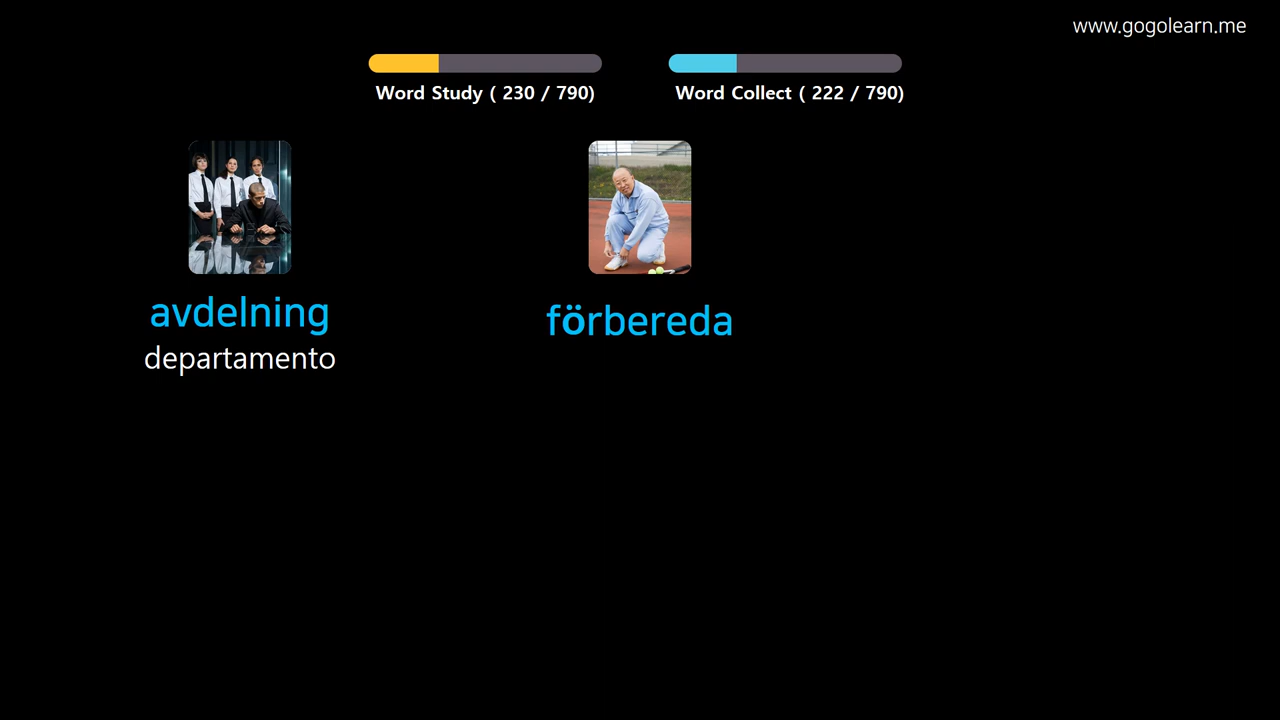 www.gogolearn.me
Word Study ( 230 / 790)
Word Collect ( 222 / 790)
avdelning
departamento
förbereda